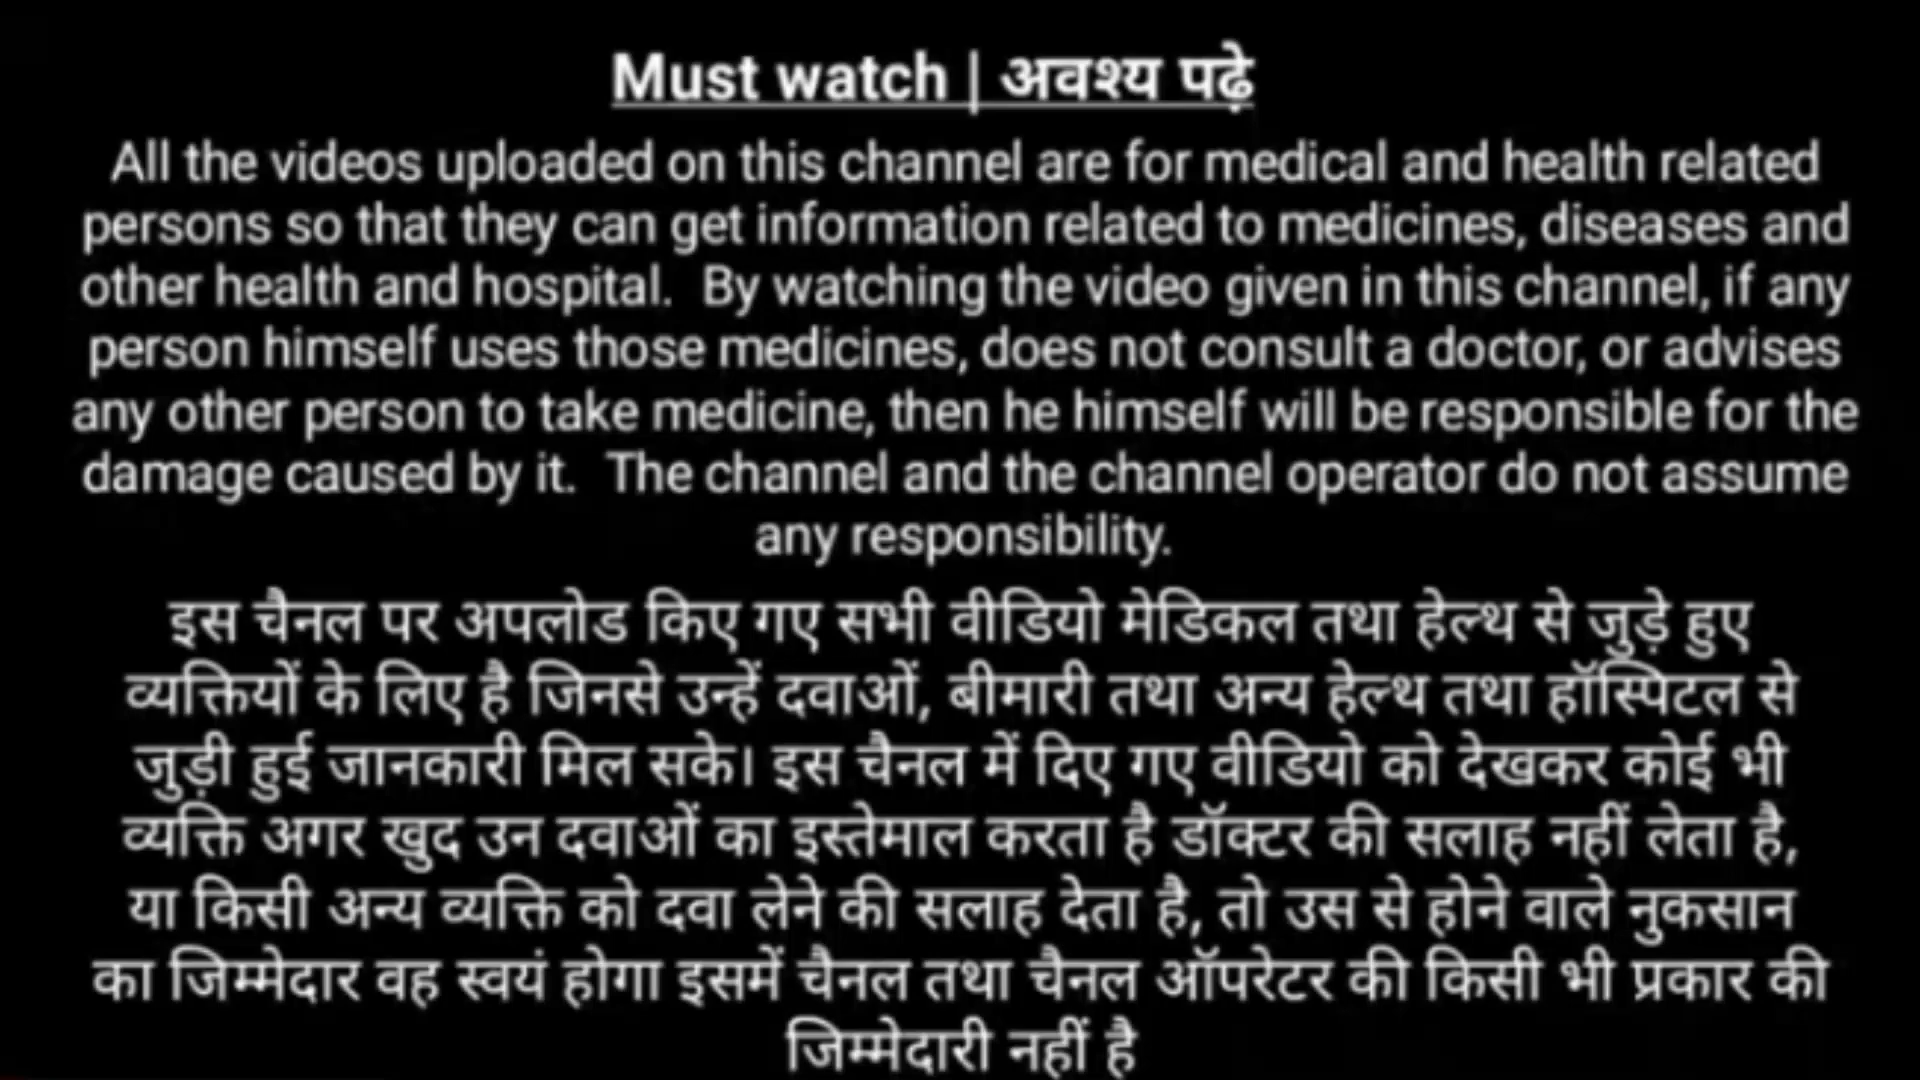 Must watch | अवश्य पढ़े
All the videos uploaded on this channel are for medical and health related
persons so that they can get information related to medicines, diseases and
other health and hospital.  By watching the video given in this channel, if any
person himself uses those medicines, does not consult a doctor, or advises
any other person to take medicine, then he himself will be responsible for the
damage caused by it.  The channel and the channel operator do not assume
any responsibility.
इस चैनल पर अपलोड किए गए सभी वीडियो मेडिकल तथा हेल्थ से जुड़े हुए
व्यक्तियों के लिए है जिनसे उन्हें दवाओं, बीमारी तथा अन्य हेल्थ तथा हॉस्पिटल से
जुड़ी हुई जानकारी मिल सके। इस चैनल में दिए गए वीडियो को देखकर कोई भी
व्यक्ति अगर खुद उन दवाओं का इस्तेमाल करता है डॉक्टर की सलाह नहीं लेता है,
या किसी अन्य व्यक्ति को दवा लेने की सलाह देता है, तो उस से होने वाले नुकसान
का जिम्मेदार वह स्वयं होगा इसमें चैनल तथा चैनल ऑपरेटर की किसी भी प्रकार की
जिम्मेदारी नहीं है